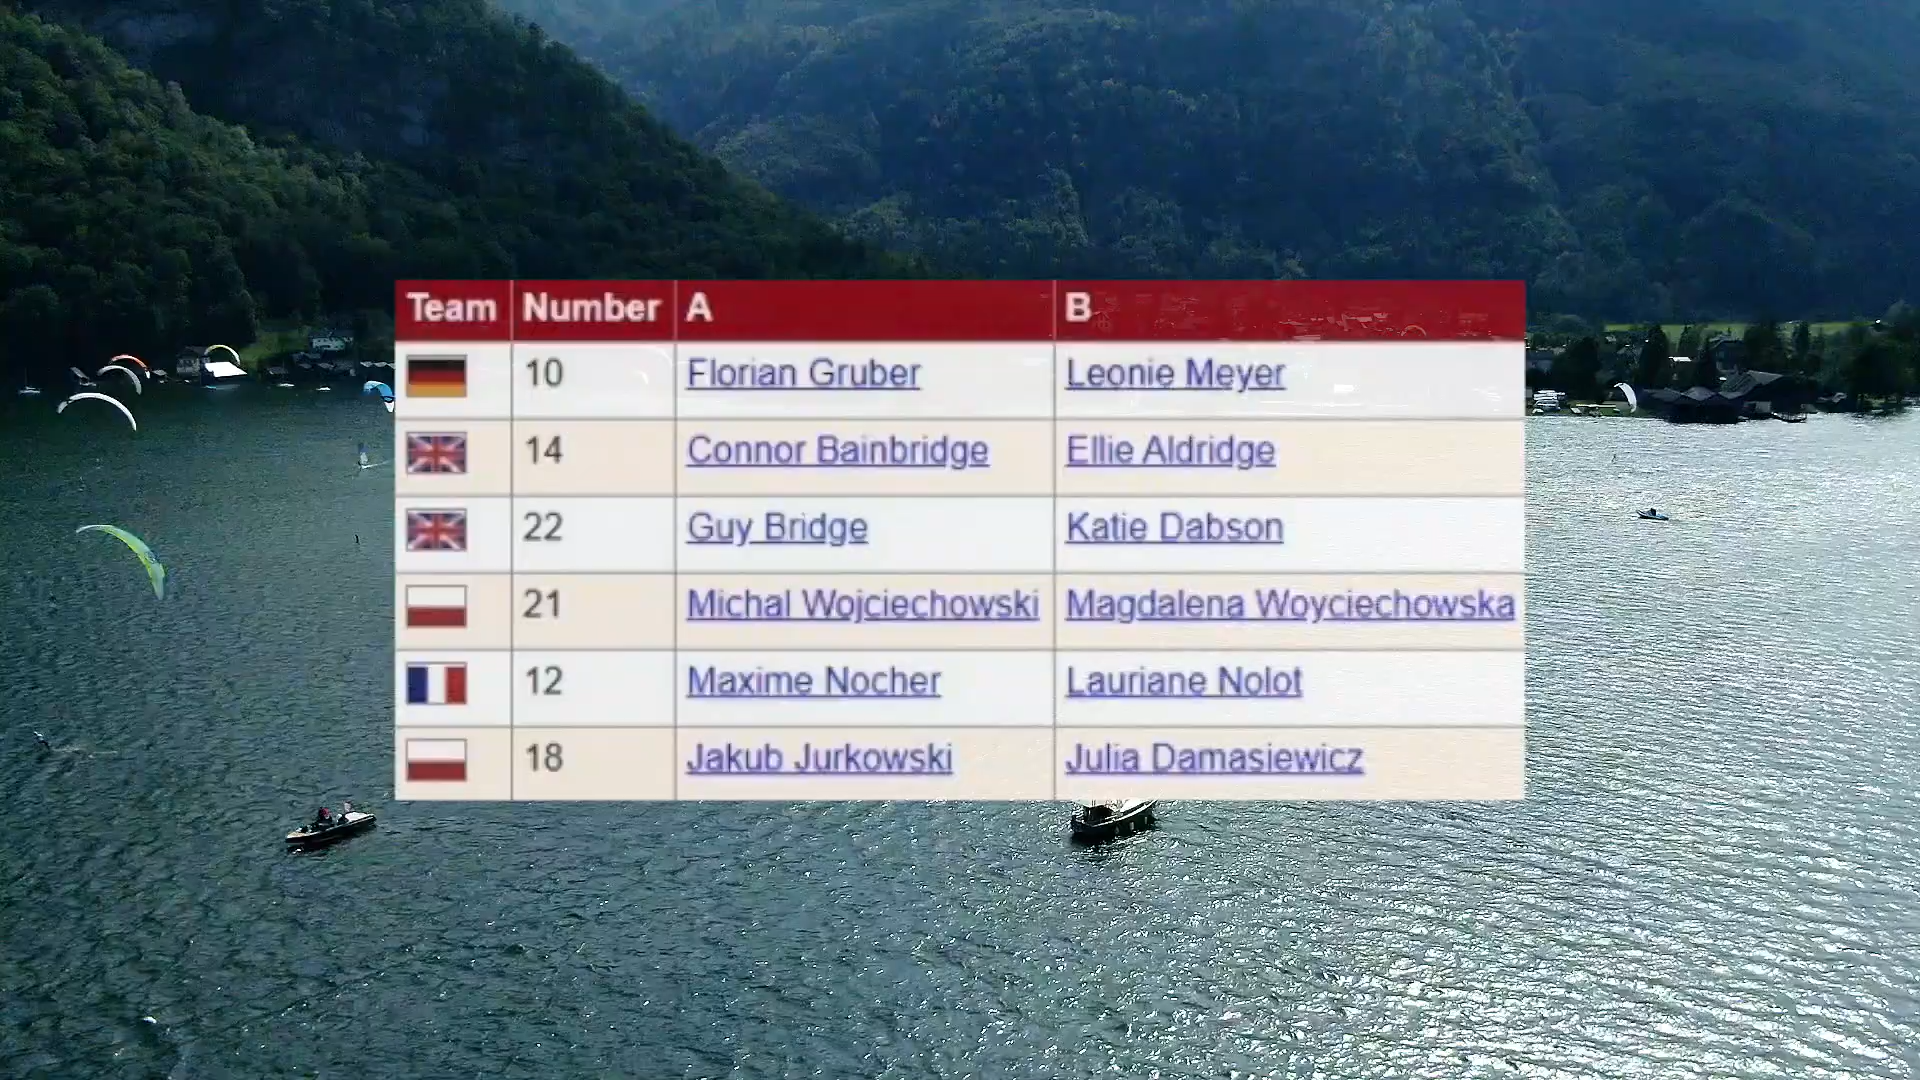 Team Number A B
10 Florian Gruber Leonie Meyer
14 Connor Bainbridge Ellie Aldridge
22 Guy Bridge Katie Dabson
21 Michal Wojciechowski Magdalena Woyciechowska
12 Maxime Nocher Lauriane Nolot
18 Jakub Jurkowski Julia Damasiewicz